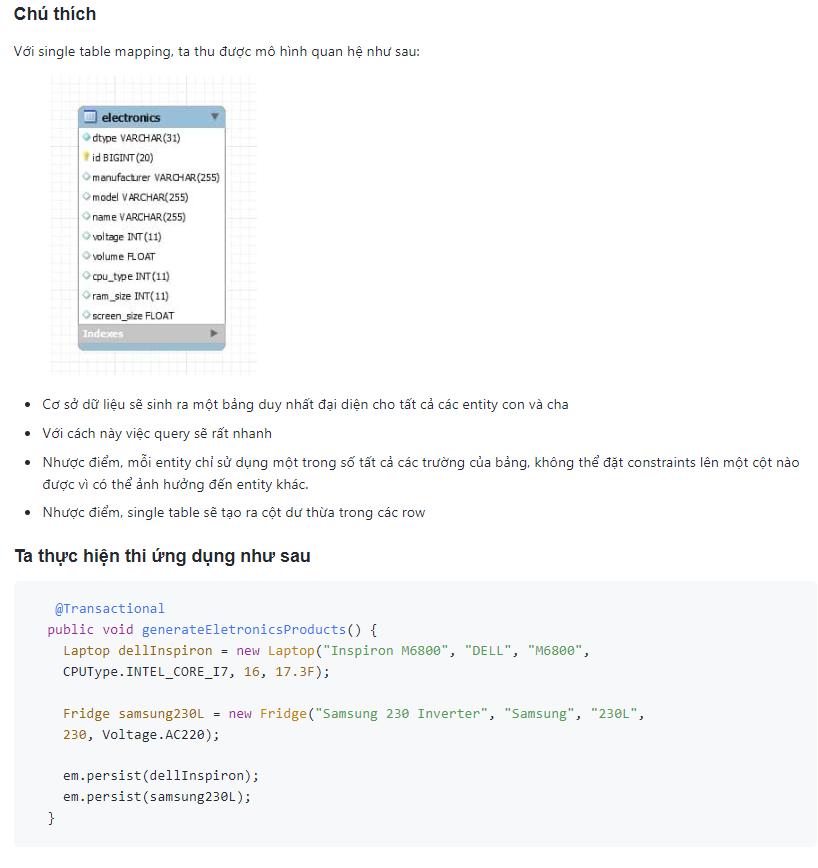 Chú thích
Với single table mapping, ta thu được mô hình quan hệ như sau:
electronics
dtype VARCHAR(31)
id BIGINT(20)
manufacturer VARCHAR(255)
model VARCHAR(255)
name VARCHAR(255)
voltage INT(11)
volume FLOAT
cpu_type INT(11)
ram_size INT(11)
screen_size FLOAT
Indexes
• Cơ sở dữ liệu sẽ sinh ra một bảng duy nhất đại diện cho tất cả các entity con và cha
• Với cách này việc query sẽ rất nhanh
• Nhược điểm, mỗi entity chỉ sử dụng một trong số tất cả các trường của bảng, không thể đặt constraints lên một cột nào
được vì có thể ảnh hưởng đến entity khác.
• Nhược điểm, single table sẽ tạo ra cột dư thừa trong các row
Ta thực hiện thi ứng dụng như sau
@Transactional
public void generateEletronicsProducts() {
Laptop dellInspiron = new Laptop("Inspiron M6800", "DELL", "M6800",
CPUType.INTEL_CORE_I7, 16, 17.3F);
Fridge samsung230L = new Fridge("Samsung 230 Inverter", "Samsung", "230L",
230, Voltage.AC220);
em.persist(dellInspiron);
em.persist(samsung230L);
}